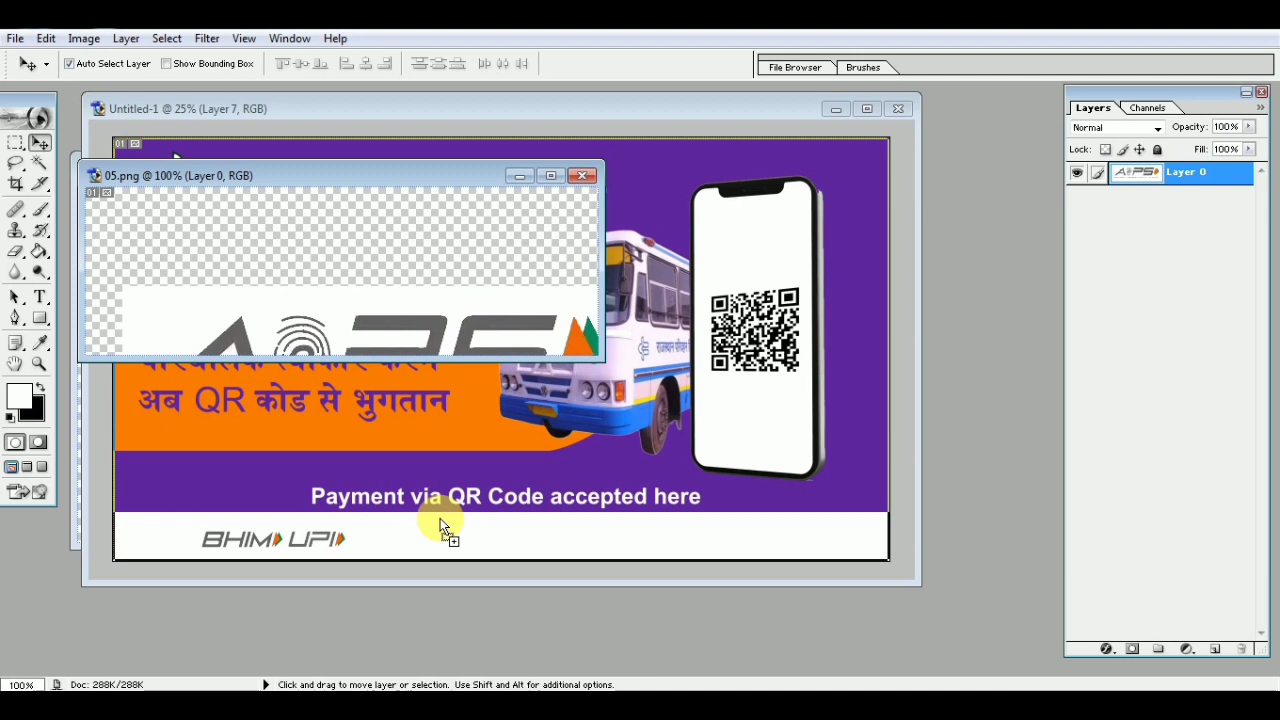 File Edit Image Layer Select Filter View Window Help
Auto Select Layer Show Bounding Box
File Browser Brushes
Untitled-1 @ 25% (Layer 7, RGB)
05.png @ 100% (Layer 0, RGB)
Layers Channels
Normal Opacity: 100%
Lock: Fill: 100%
Layer 0
AePS
अब QR कोड से भुगतान
Payment via QR Code accepted here
BHIM UPI
100% Doc: 288K/288K Click and drag to move layer or selection. Use Shift and Alt for additional options.